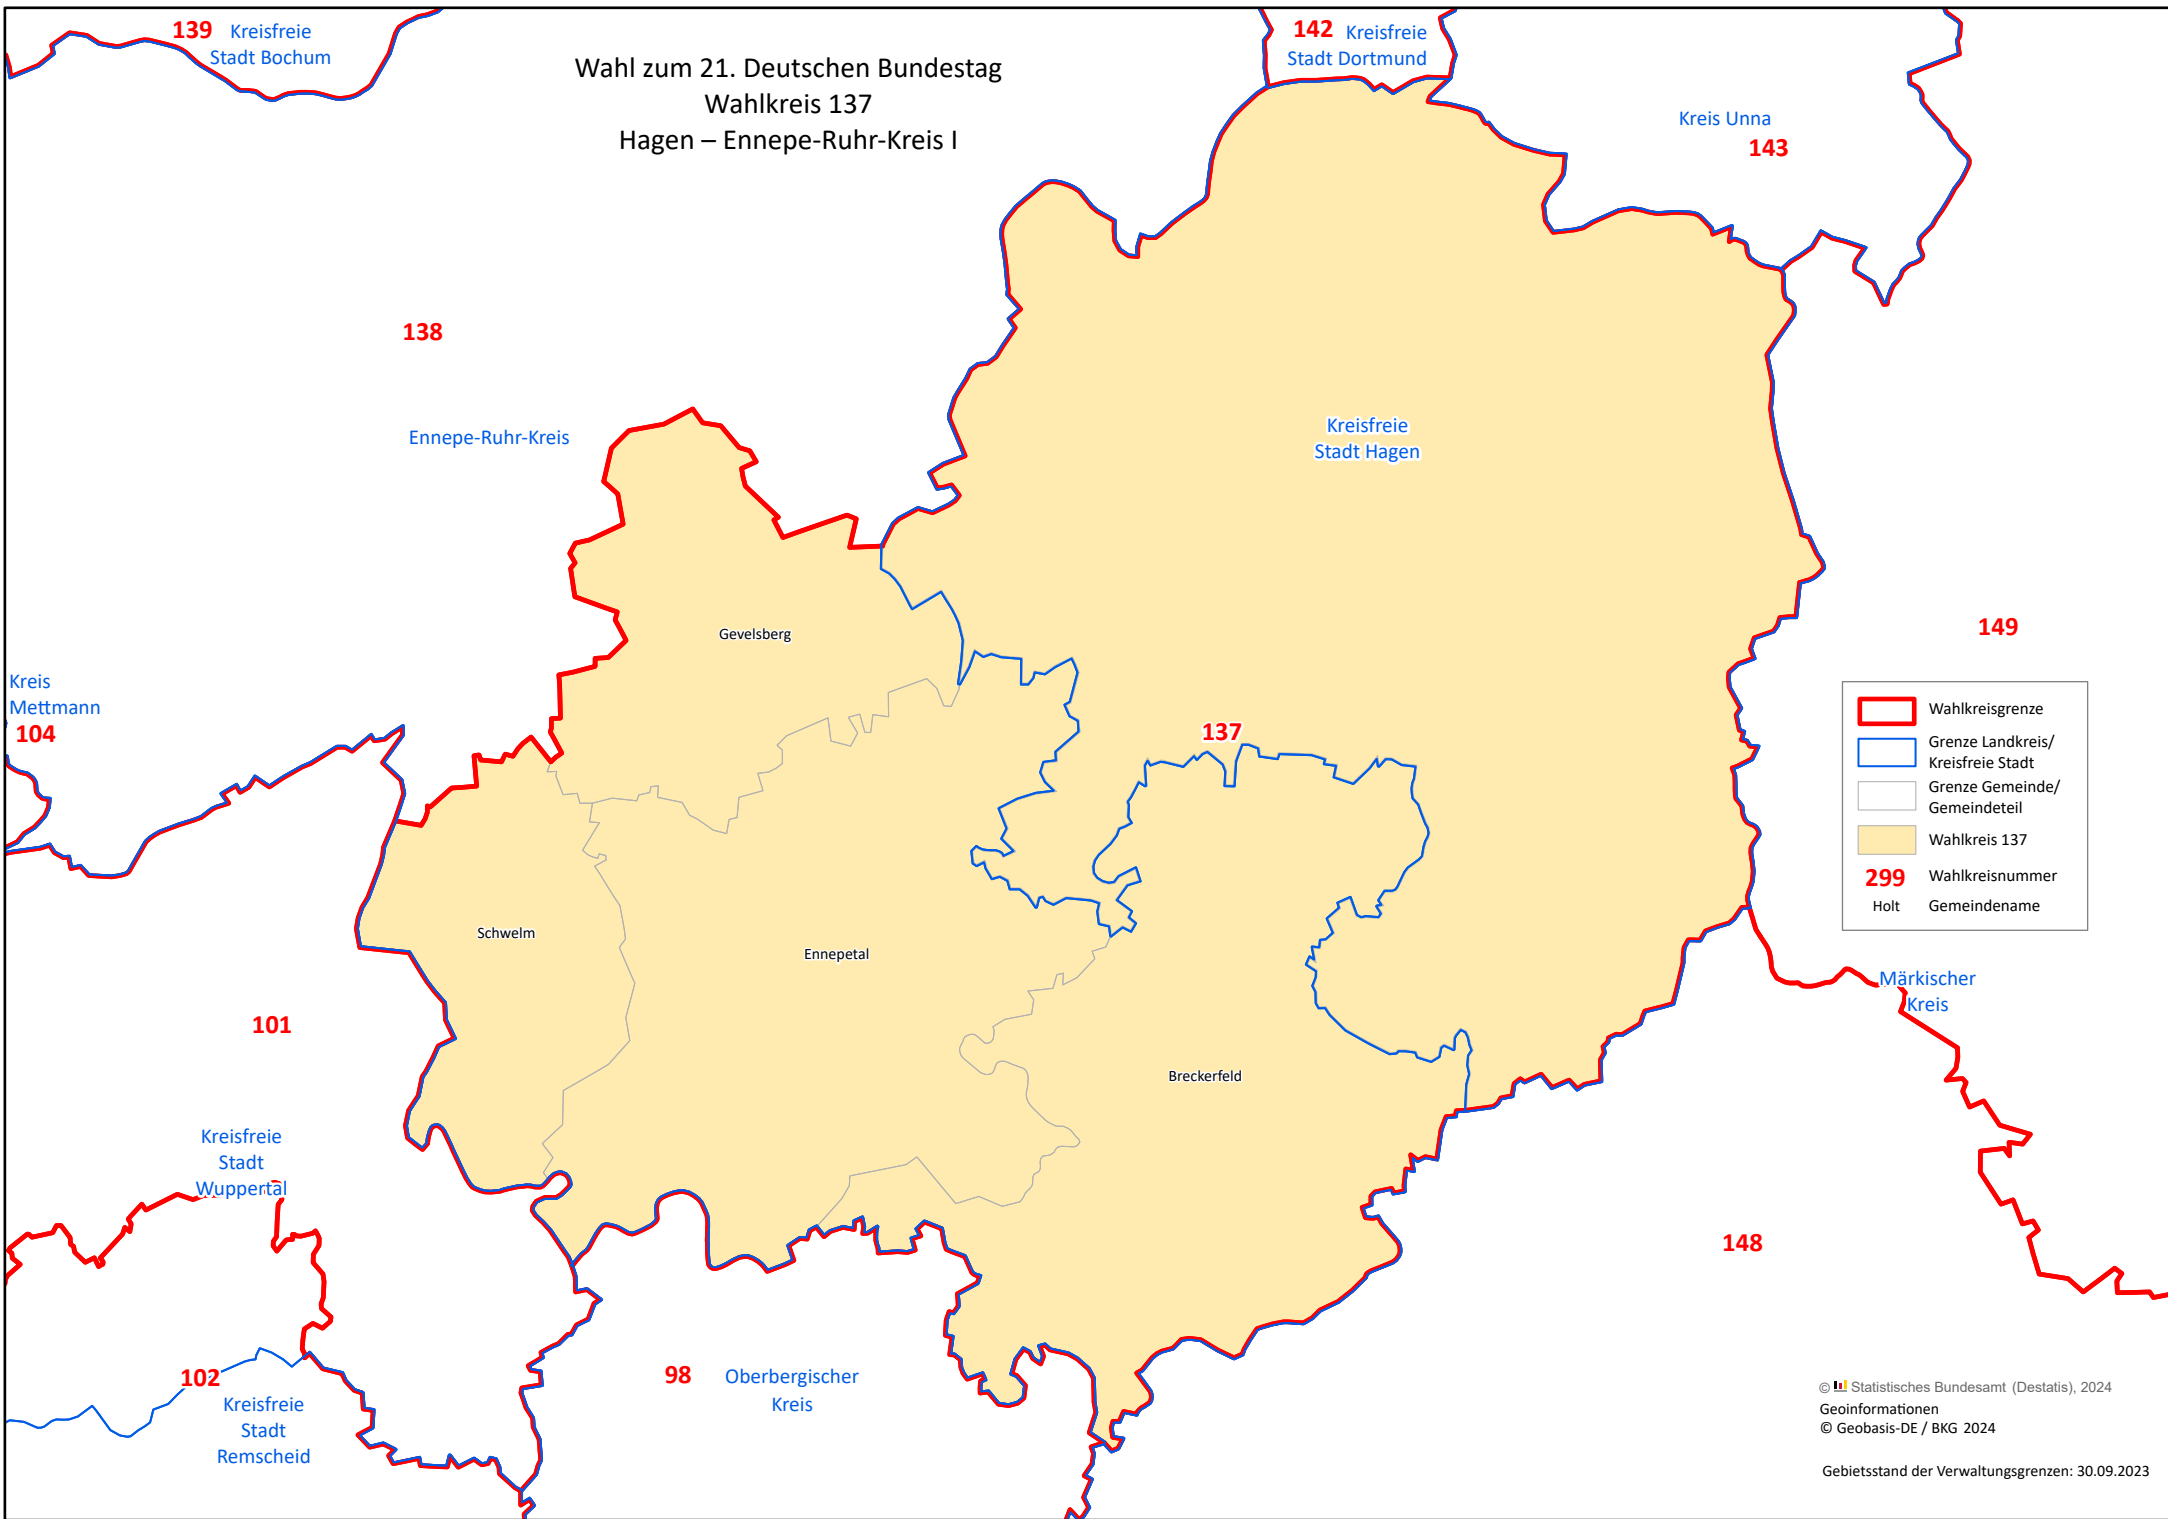 139 Kreisfreie
Stadt Bochum
142 Kreisfreie
Stadt Dortmund
Wahl zum 21. Deutschen Bundestag
Wahlkreis 137
Hagen – Ennepe-Ruhr-Kreis I
Kreis Unna
143
138
Ennepe-Ruhr-Kreis
Kreisfreie
Stadt Hagen
Gevelsberg
149
Kreis
Mettmann
104
137
Wahlkreisgrenze
Grenze Landkreis/
Kreisfreie Stadt
Grenze Gemeinde/
Gemeindeteil
Wahlkreis 137
299 Wahlkreisnummer
Holt Gemeindename
Schwelm
Ennepetal
Märkischer
Kreis
101
Breckerfeld
Kreisfreie
Stadt
Wuppertal
148
102
Kreisfreie
Stadt
Remscheid
98 Oberbergischer
Kreis
© Statistisches Bundesamt (Destatis), 2024
Geoinformationen
© Geobasis-DE / BKG 2024
Gebietsstand der Verwaltungsgrenzen: 30.09.2023